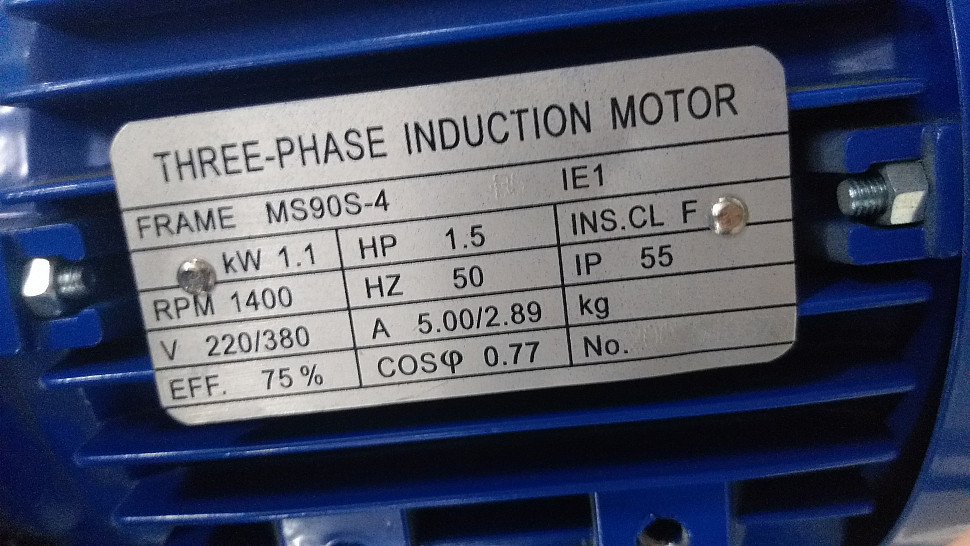 THREE-PHASE INDUCTION MOTOR
FRAME MS90S-4 IE1
kW 1.1 HP 1.5 INS.CL F
RPM 1400 HZ 50 IP 55
V 220/380 A 5.00/2.89 kg
EFF. 75% COSφ 0.77 No.